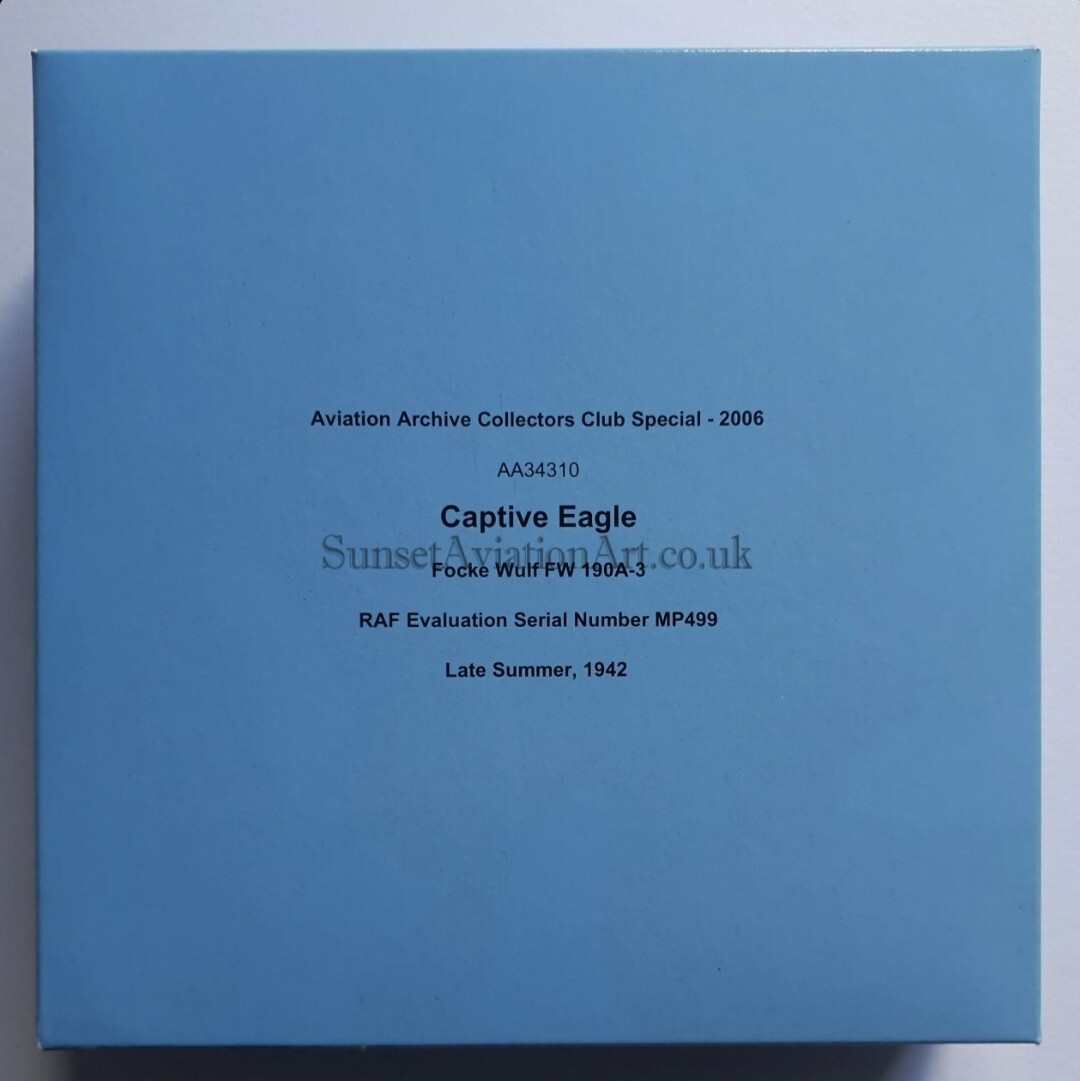 Aviation Archive Collectors Club Special - 2006
AA34310
Captive Eagle
SunsetAviationArt.co.uk
Focke Wulf FW 190A-3
RAF Evaluation Serial Number MP499
Late Summer, 1942